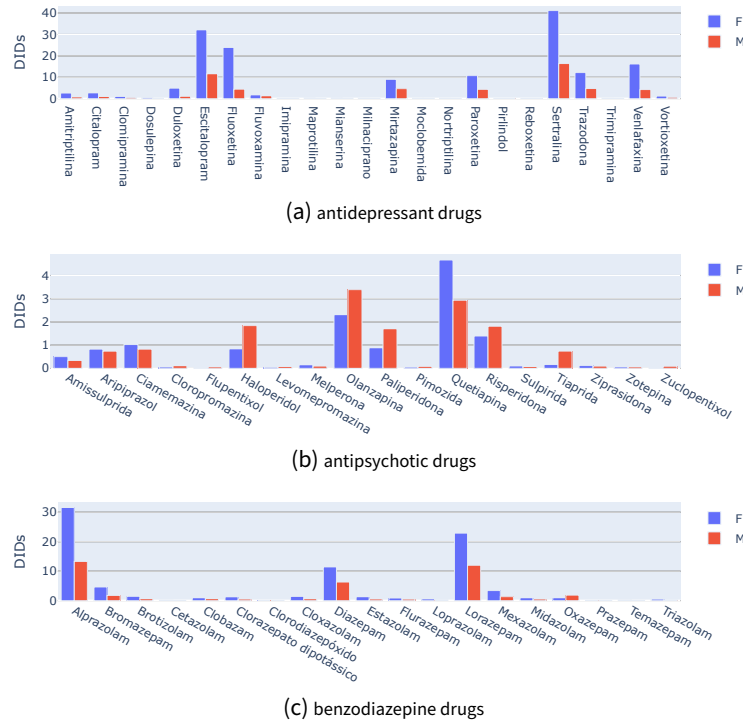 40
30
20
10
0
DIDs
F
M
Amitriptilina
Citalopram
Clomipramina
Dosulepina
Duloxetina
Escitalopram
Fluoxetina
Fluvoxamina
Imipramina
Maprotilina
Mianserina
Milnaciprano
Mirtazapina
Moclobemida
Nortriptilina
Paroxetina
Pirlindol
Reboxetina
Sertralina
Trazodona
Trimipramina
Venlafaxina
Vortioxetina
(a) antidepressant drugs
4
3
2
1
0
DIDs
F
M
Amissulprida
Aripiprazol
Ciamemazina
Cloropromazina
Flupentixol
Haloperidol
Levomepromazina
Melperona
Olanzapina
Paliperidona
Pimozida
Quetiapina
Risperidona
Sulpirida
Tiaprida
Ziprasidona
Zotepina
Zuclopentixol
(b) antipsychotic drugs
30
20
10
0
DIDs
F
M
Alprazolam
Bromazepam
Brotizolam
Cetazolam
Clobazam
Clorazepato dipotássico
Clorodiazepóxido
Cloxazolam
Diazepam
Estazolam
Flurazepam
Loprazolam
Lorazepam
Mexazolam
Midazolam
Oxazepam
Prazepam
Temazepam
Triazolam
(c) benzodiazepine drugs